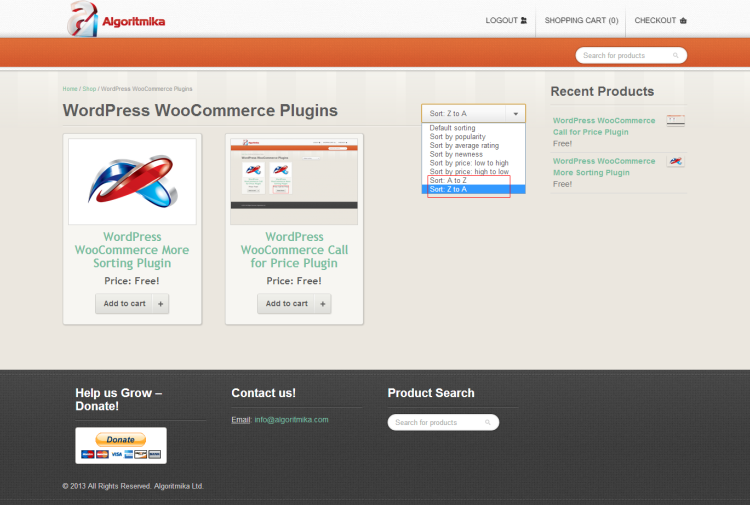 Algoritmika
LOGOUT
SHOPPING CART (0)
CHECKOUT
Search for products
Home / Shop / WordPress WooCommerce Plugins
WordPress WooCommerce Plugins
Sort: Z to A
Default sorting
Sort by popularity
Sort by average rating
Sort by newness
Sort by price: low to high
Sort by price: high to low
Sort: A to Z
Sort: Z to A
Recent Products
WordPress WooCommerce
Call for Price Plugin
Free!
WordPress WooCommerce
More Sorting Plugin
Free!
WordPress
WooCommerce More
Sorting Plugin
Price: Free!
Add to cart +
WordPress
WooCommerce Call
for Price Plugin
Price: Free!
Add to cart +
Help us Grow –
Donate!
Donate
VISA
Contact us!
Email: info@algoritmika.com
Product Search
Search for products
© 2013 All Rights Reserved. Algoritmika Ltd.